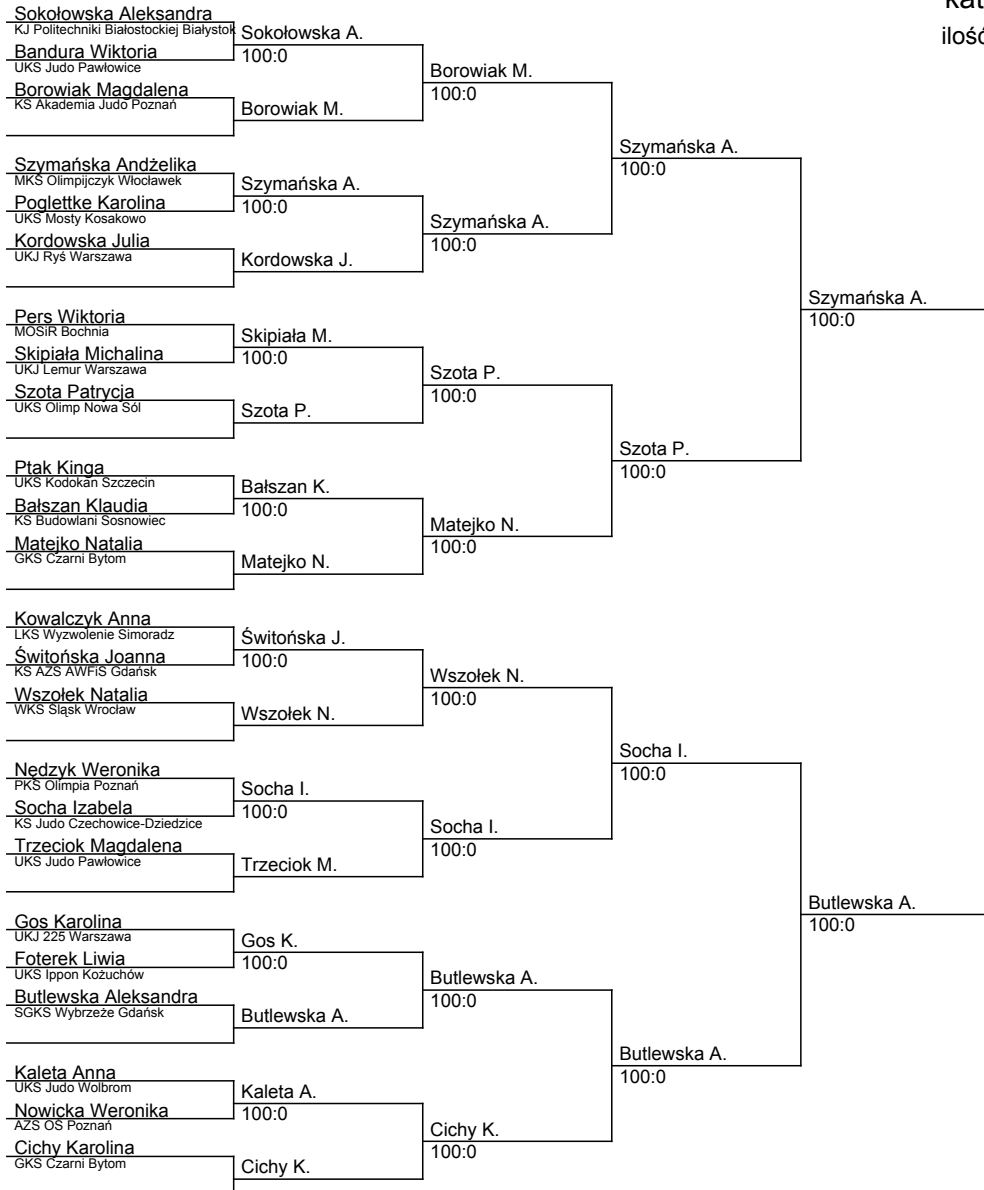 Sokołowska Aleksandra
KJ Politechniki Białostockiej Białystok
Bandura Wiktoria
UKS Judo Pawłowice
Borowiak Magdalena
KS Akademia Judo Poznań
Szymańska Andżelika
MKS Olimpijczyk Włocławek
Poglettke Karolina
UKS Mosty Kosakowo
Kordowska Julia
UKJ Ryś Warszawa
Pers Wiktoria
MOSiR Bochnia
Skipiała Michalina
UKJ Lemur Warszawa
Szota Patrycja
UKS Olimp Nowa Sól
Ptak Kinga
UKS Kodokan Szczecin
Bałszan Klaudia
KS Budowlani Sosnowiec
Matejko Natalia
GKS Czarni Bytom
Kowalczyk Anna
LKS Wyzwolenie Simoradz
Świtońska Joanna
KS AZS AWFiS Gdańsk
Wszołek Natalia
WKS Śląsk Wrocław
Nędzyk Weronika
PKS Olimpia Poznań
Socha Izabela
KS Judo Czechowice-Dziedzice
Trzeciok Magdalena
UKS Judo Pawłowice
Gos Karolina
UKJ 225 Warszawa
Foterek Liwia
UKS Ippon Kożuchów
Butlewska Aleksandra
SGKS Wybrzeże Gdańsk
Kaleta Anna
UKS Judo Wolbrom
Nowicka Weronika
AZS OŚ Poznań
Cichy Karolina
GKS Czarni Bytom
Sokołowska A.
100:0
Borowiak M.
Szymańska A.
100:0
Kordowska J.
Skipiała M.
100:0
Szota P.
Bałszan K.
100:0
Matejko N.
Świtońska J.
100:0
Wszołek N.
Socha I.
100:0
Trzeciok M.
Gos K.
100:0
Butlewska A.
Kaleta A.
100:0
Cichy K.
Borowiak M.
100:0
Szymańska A.
100:0
Szota P.
100:0
Matejko N.
100:0
Wszołek N.
100:0
Socha I.
100:0
Butlewska A.
100:0
Cichy K.
100:0
Szymańska A.
100:0
Szota P.
100:0
Socha I.
100:0
Butlewska A.
100:0
Szymańska A.
100:0
Butlewska A.
100:0